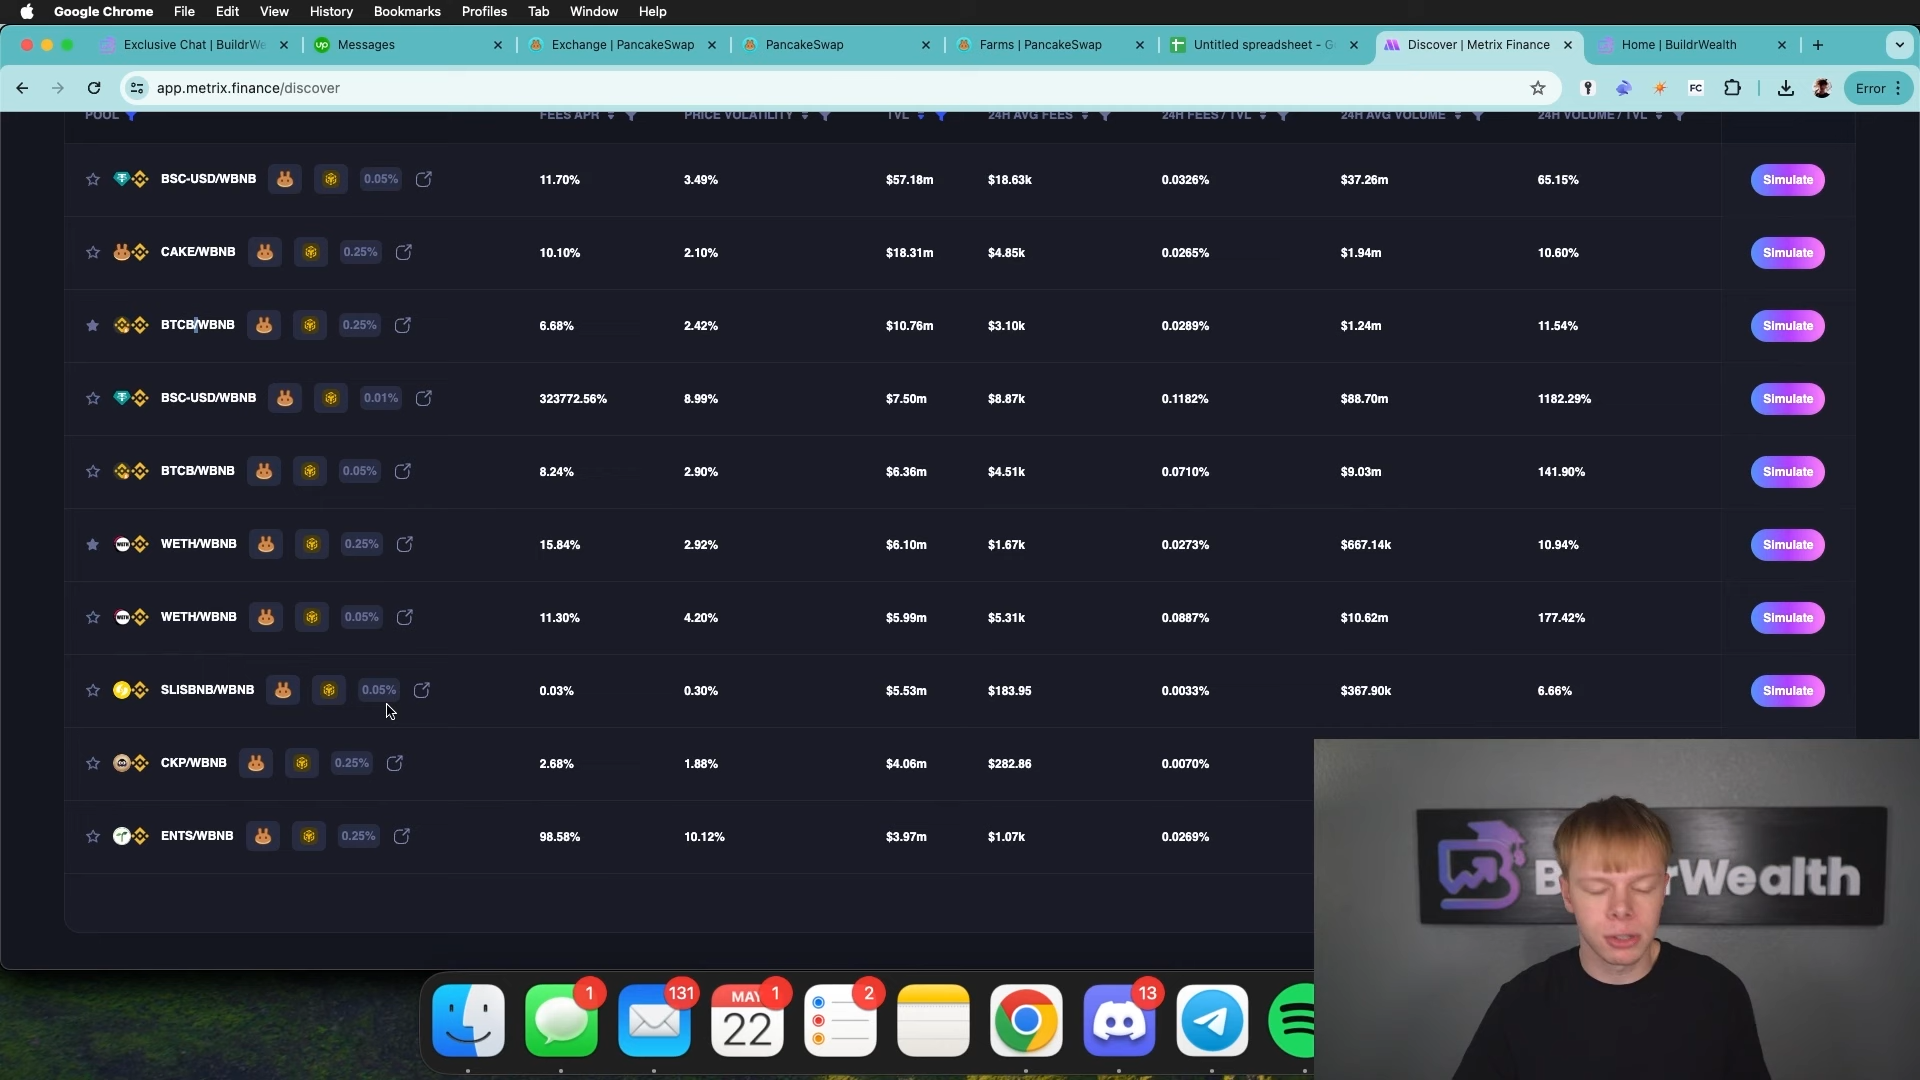 Google Chrome File Edit View History Bookmarks Profiles Tab Window Help
Exclusive Chat | BuildrWe Messages Exchange | PancakeSwap PancakeSwap Farms | PancakeSwap Untitled spreadsheet - G Discover | Metrix Finance Home | BuildrWealth
app.metrix.finance/discover FC Error
POOL FEES APR PRICE VOLATILITY TVL 24H AVG FEES 24H FEES / TVL 24H AVG VOLUME 24H VOLUME / TVL
BSC-USD/WBNB 0.05% 11.70% 3.49% $57.18m $18.63k 0.0326% $37.26m 65.15% Simulate
CAKE/WBNB 0.25% 10.10% 2.10% $18.31m $4.85k 0.0265% $1.94m 10.60% Simulate
BTCB/WBNB 0.25% 6.68% 2.42% $10.76m $3.10k 0.0289% $1.24m 11.54% Simulate
BSC-USD/WBNB 0.01% 323772.56% 8.99% $7.50m $8.87k 0.1182% $88.70m 1182.29% Simulate
BTCB/WBNB 0.05% 8.24% 2.90% $6.36m $4.51k 0.0710% $9.03m 141.90% Simulate
WETH/WBNB 0.25% 15.84% 2.92% $6.10m $1.67k 0.0273% $667.14k 10.94% Simulate
WETH/WBNB 0.05% 11.30% 4.20% $5.99m $5.31k 0.0887% $10.62m 177.42% Simulate
SLISBNB/WBNB 0.05% 0.03% 0.30% $5.53m $183.95 0.0033% $367.90k 6.66% Simulate
CKP/WBNB 0.25% 2.68% 1.88% $4.06m $282.86 0.0070%
ENTS/WBNB 0.25% 98.58% 10.12% $3.97m $1.07k 0.0269%
1 131 MAY 1 2 13
22